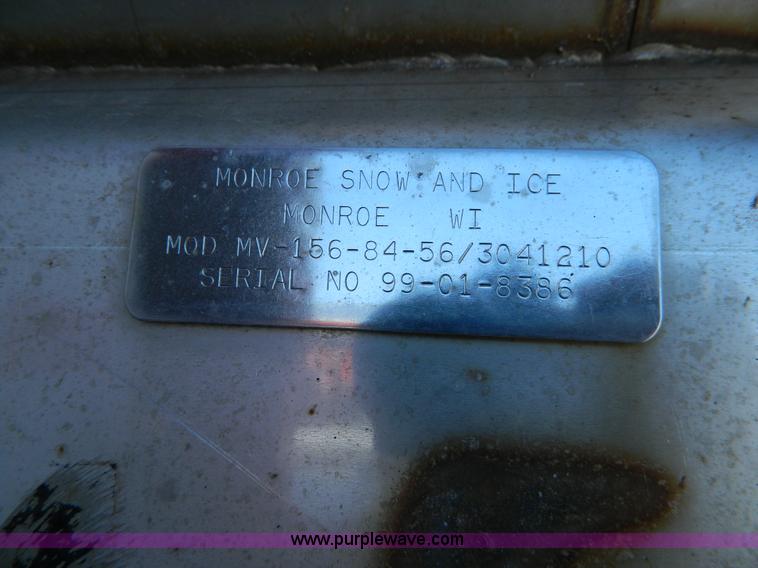 MONROE SNOW AND ICE
MONROE WI
MOD MV-156-84-56/3041210
SERIAL NO 99-01-8386
www.purplewave.com